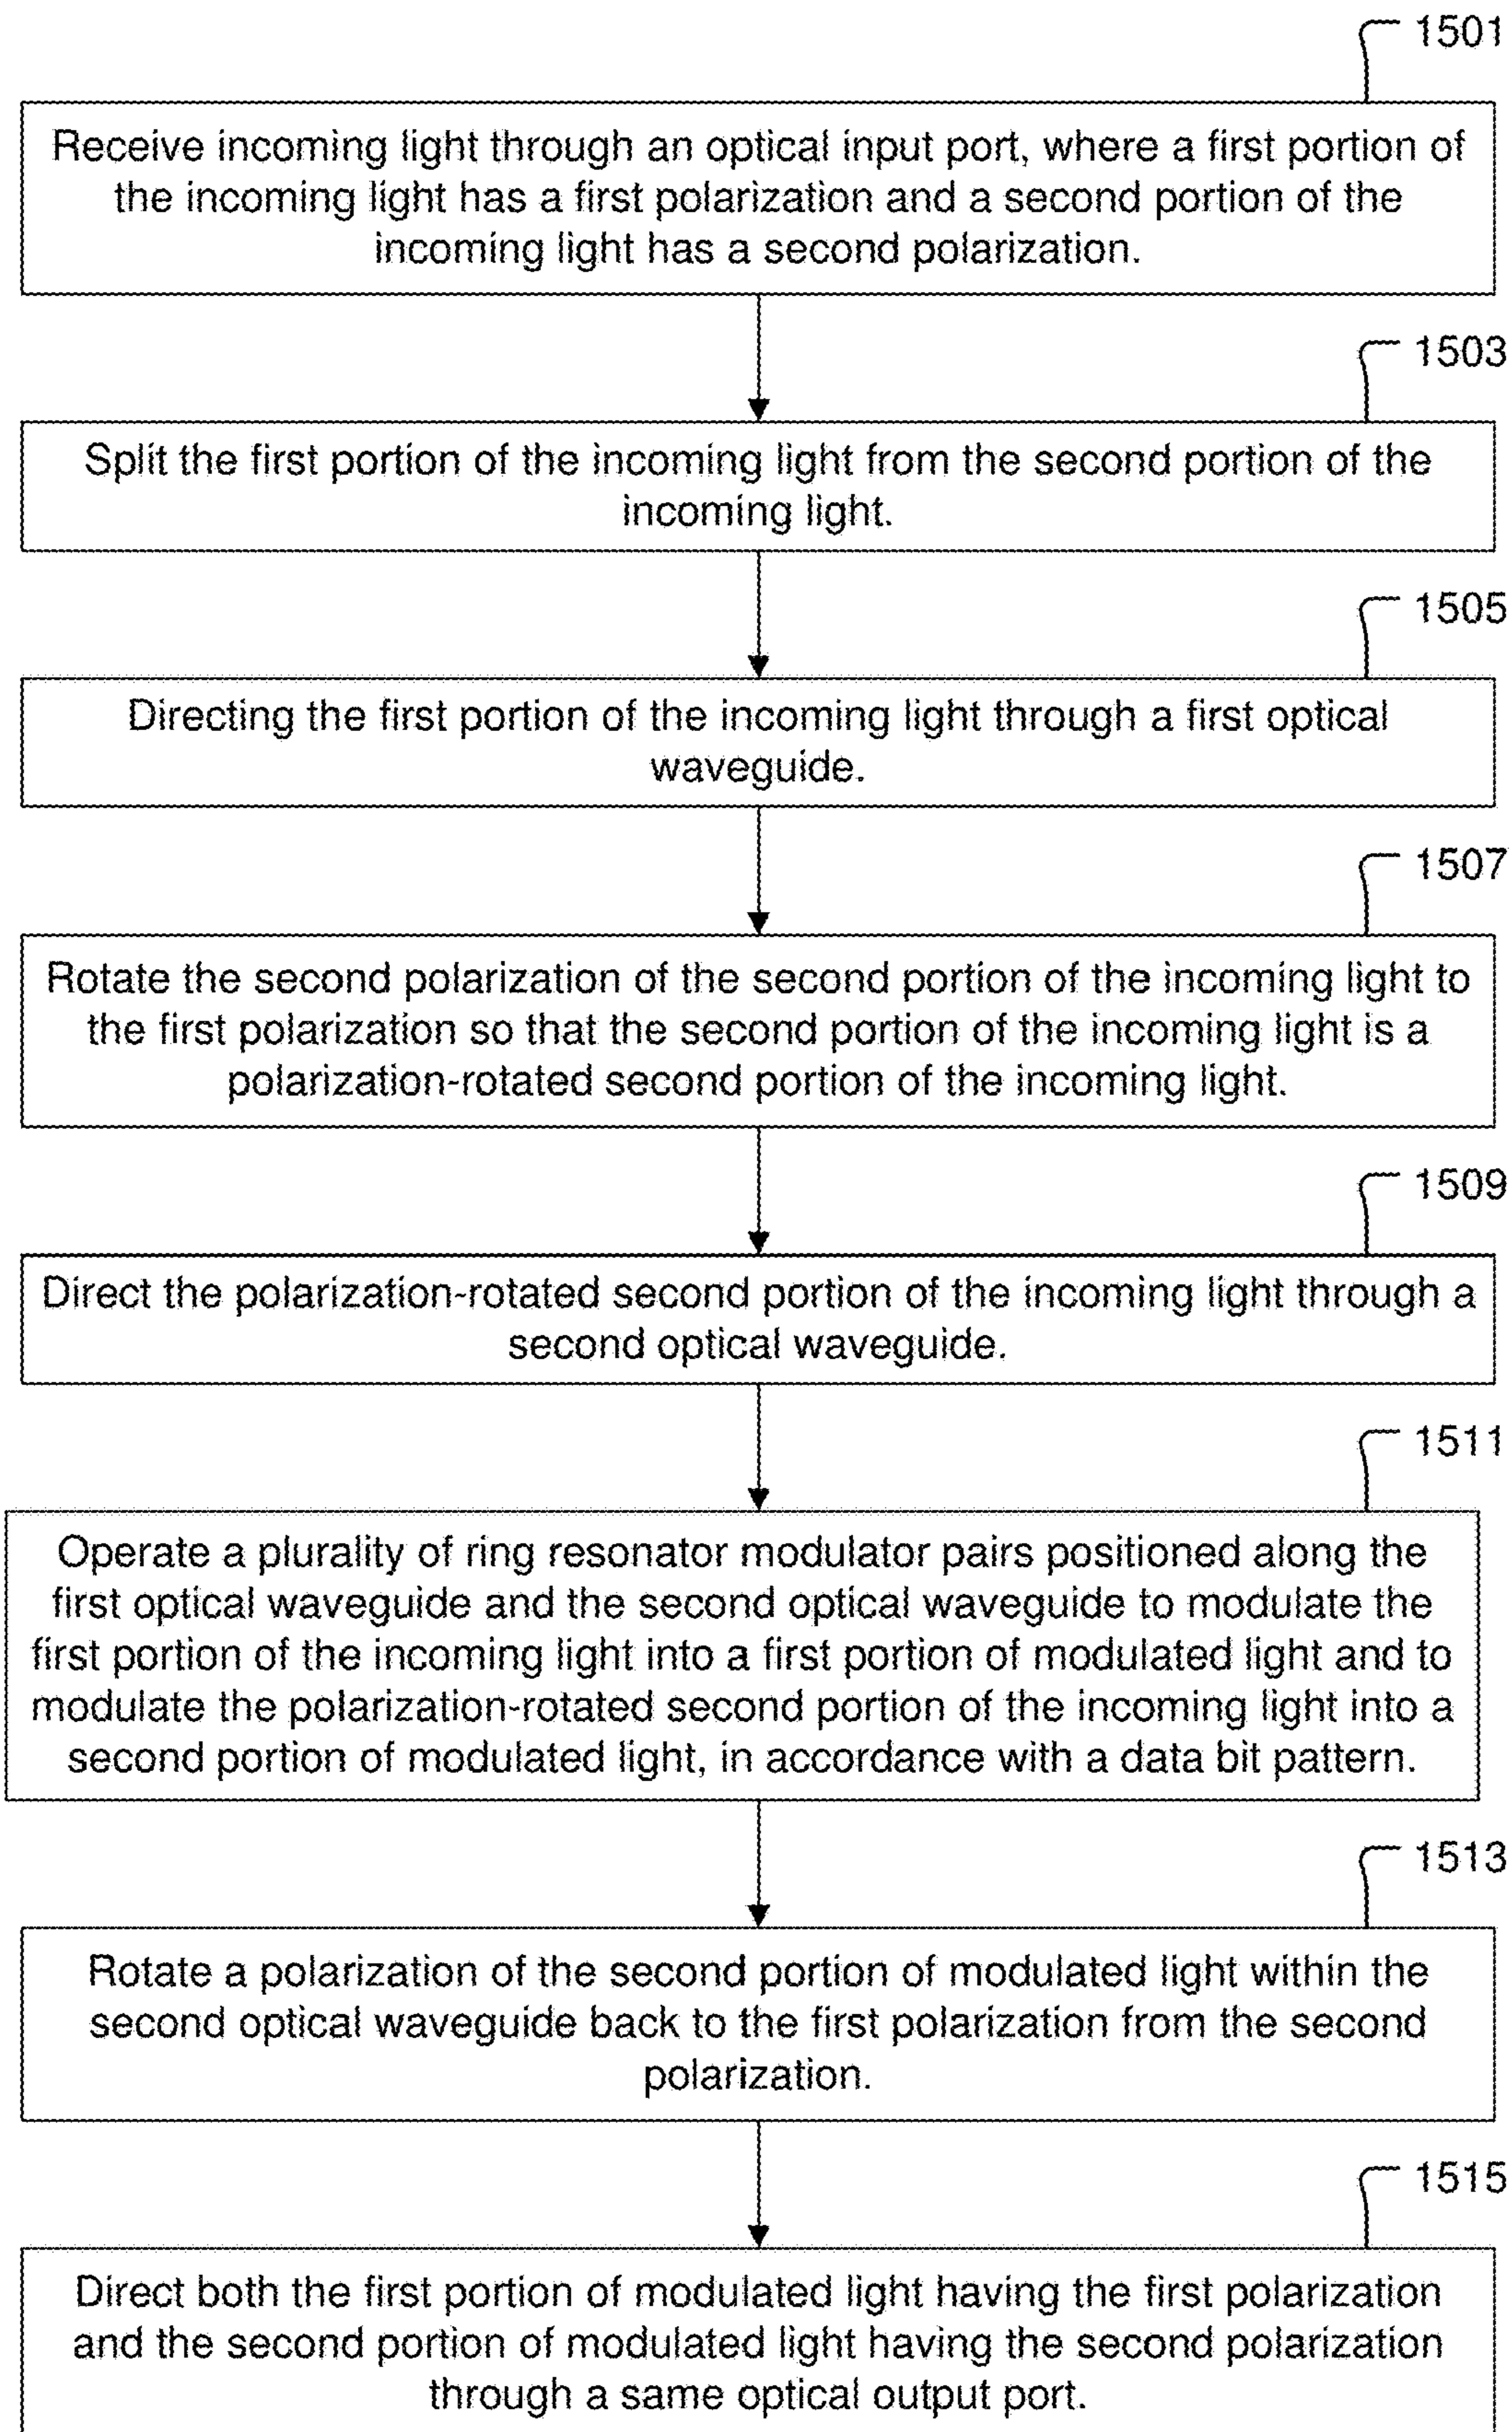 1501
Receive incoming light through an optical input port, where a first portion of
the incoming light has a first polarization and a second portion of the
incoming light has a second polarization.
1503
Split the first portion of the incoming light from the second portion of the
incoming light.
1505
Directing the first portion of the incoming light through a first optical
waveguide.
1507
Rotate the second polarization of the second portion of the incoming light to
the first polarization so that the second portion of the incoming light is a
polarization-rotated second portion of the incoming light.
1509
Direct the polarization-rotated second portion of the incoming light through a
second optical waveguide.
1511
Operate a plurality of ring resonator modulator pairs positioned along the
first optical waveguide and the second optical waveguide to modulate the
first portion of the incoming light into a first portion of modulated light and to
modulate the polarization-rotated second portion of the incoming light into a
second portion of modulated light, in accordance with a data bit pattern.
1513
Rotate a polarization of the second portion of modulated light within the
second optical waveguide back to the first polarization from the second
polarization.
1515
Direct both the first portion of modulated light having the first polarization
and the second portion of modulated light having the second polarization
through a same optical output port.